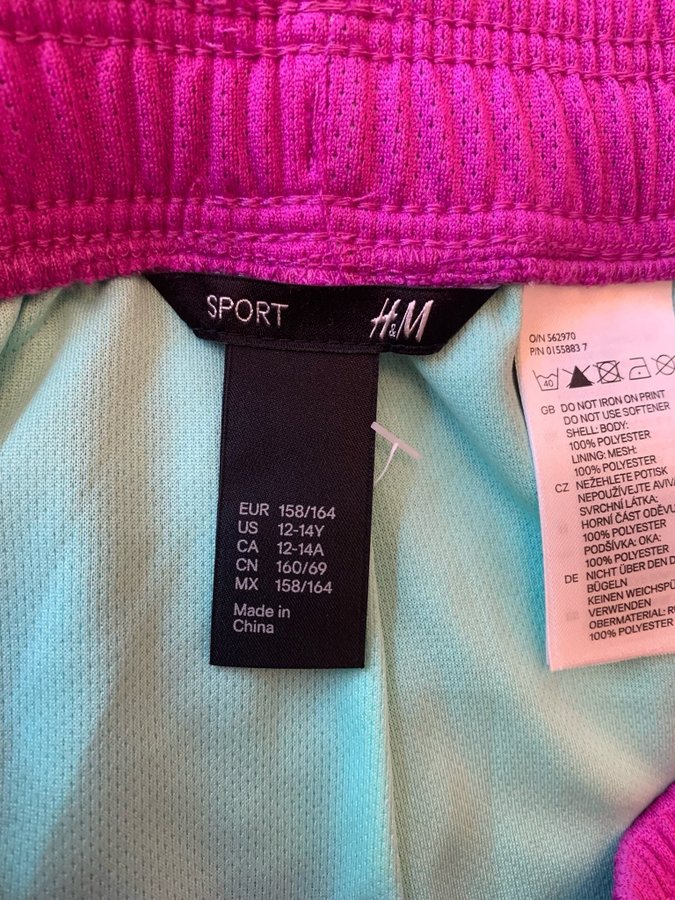 SPORT
H&M
EUR 158/164
US 12-14Y
CA 12-14A
CN 160/69
MX 158/164
Made in
China
O/N 562970
P/N 0155883 7
40
GB DO NOT IRON ON PRINT
DO NOT USE SOFTENER
SHELL: BODY:
100% POLYESTER
LINING: MESH:
100% POLYESTER
CZ NEŽEHLETE POTISK
NEPOUŽÍVEJTE
SVRCHNÍ LÁTKA:
HORNÍ ČÁST
100% POLYESTER
PODŠÍVKA: OKA:
100% POLYESTER
DE NICHT ÜBER DEN
BÜGELN
KEINEN
VERWENDEN
OBERMATERIAL:
100% POLYESTER